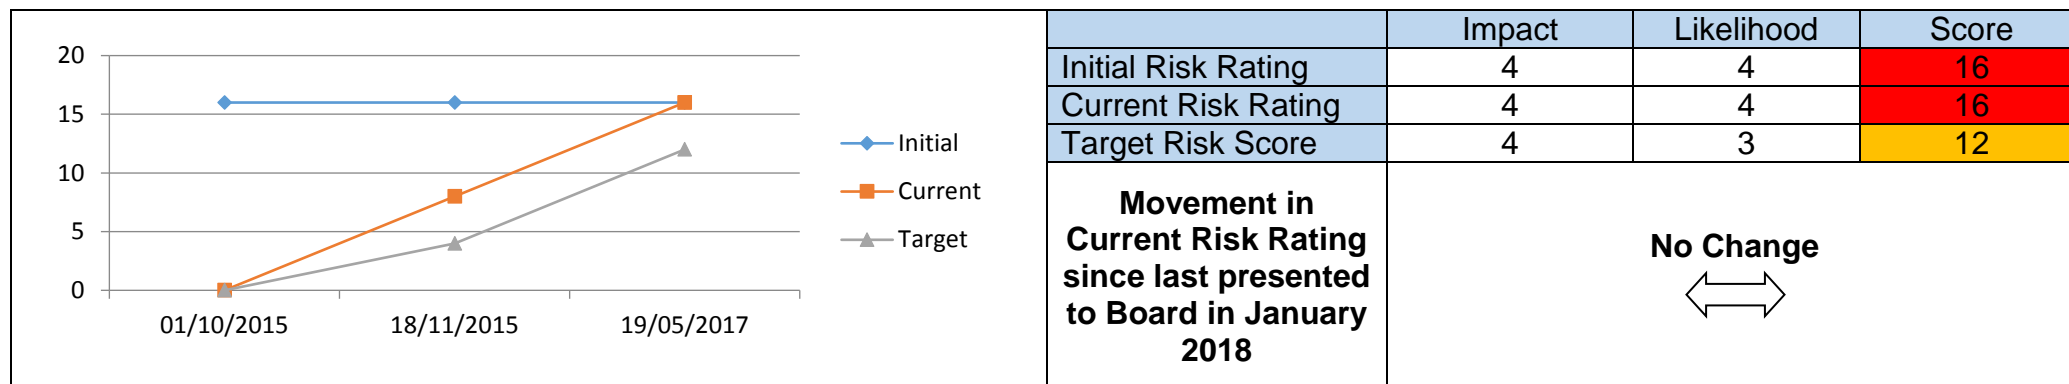 20
15
10
5
0
01/10/2015 18/11/2015 19/05/2017
Initial
Current
Target
Impact Likelihood Score
Initial Risk Rating 4 4 16
Current Risk Rating 4 4 16
Target Risk Score 4 3 12
Movement in
Current Risk Rating
since last presented
to Board in January
2018
No Change